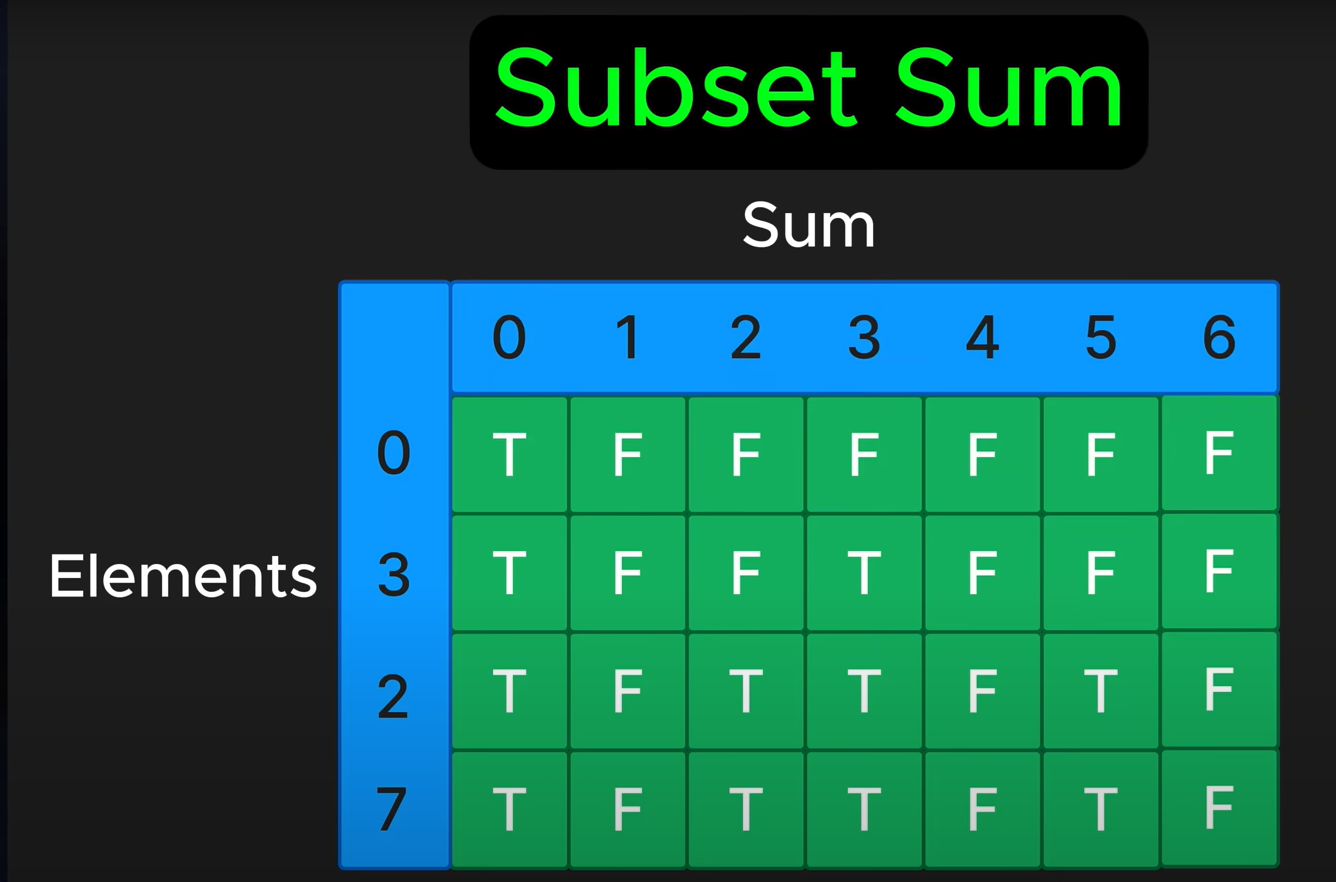 Subset Sum
Sum
0 1 2 3 4 5 6
0 T F F F F F F
Elements 3 T F F T F F F
2 T F T T F T F
7 T F T T F T F